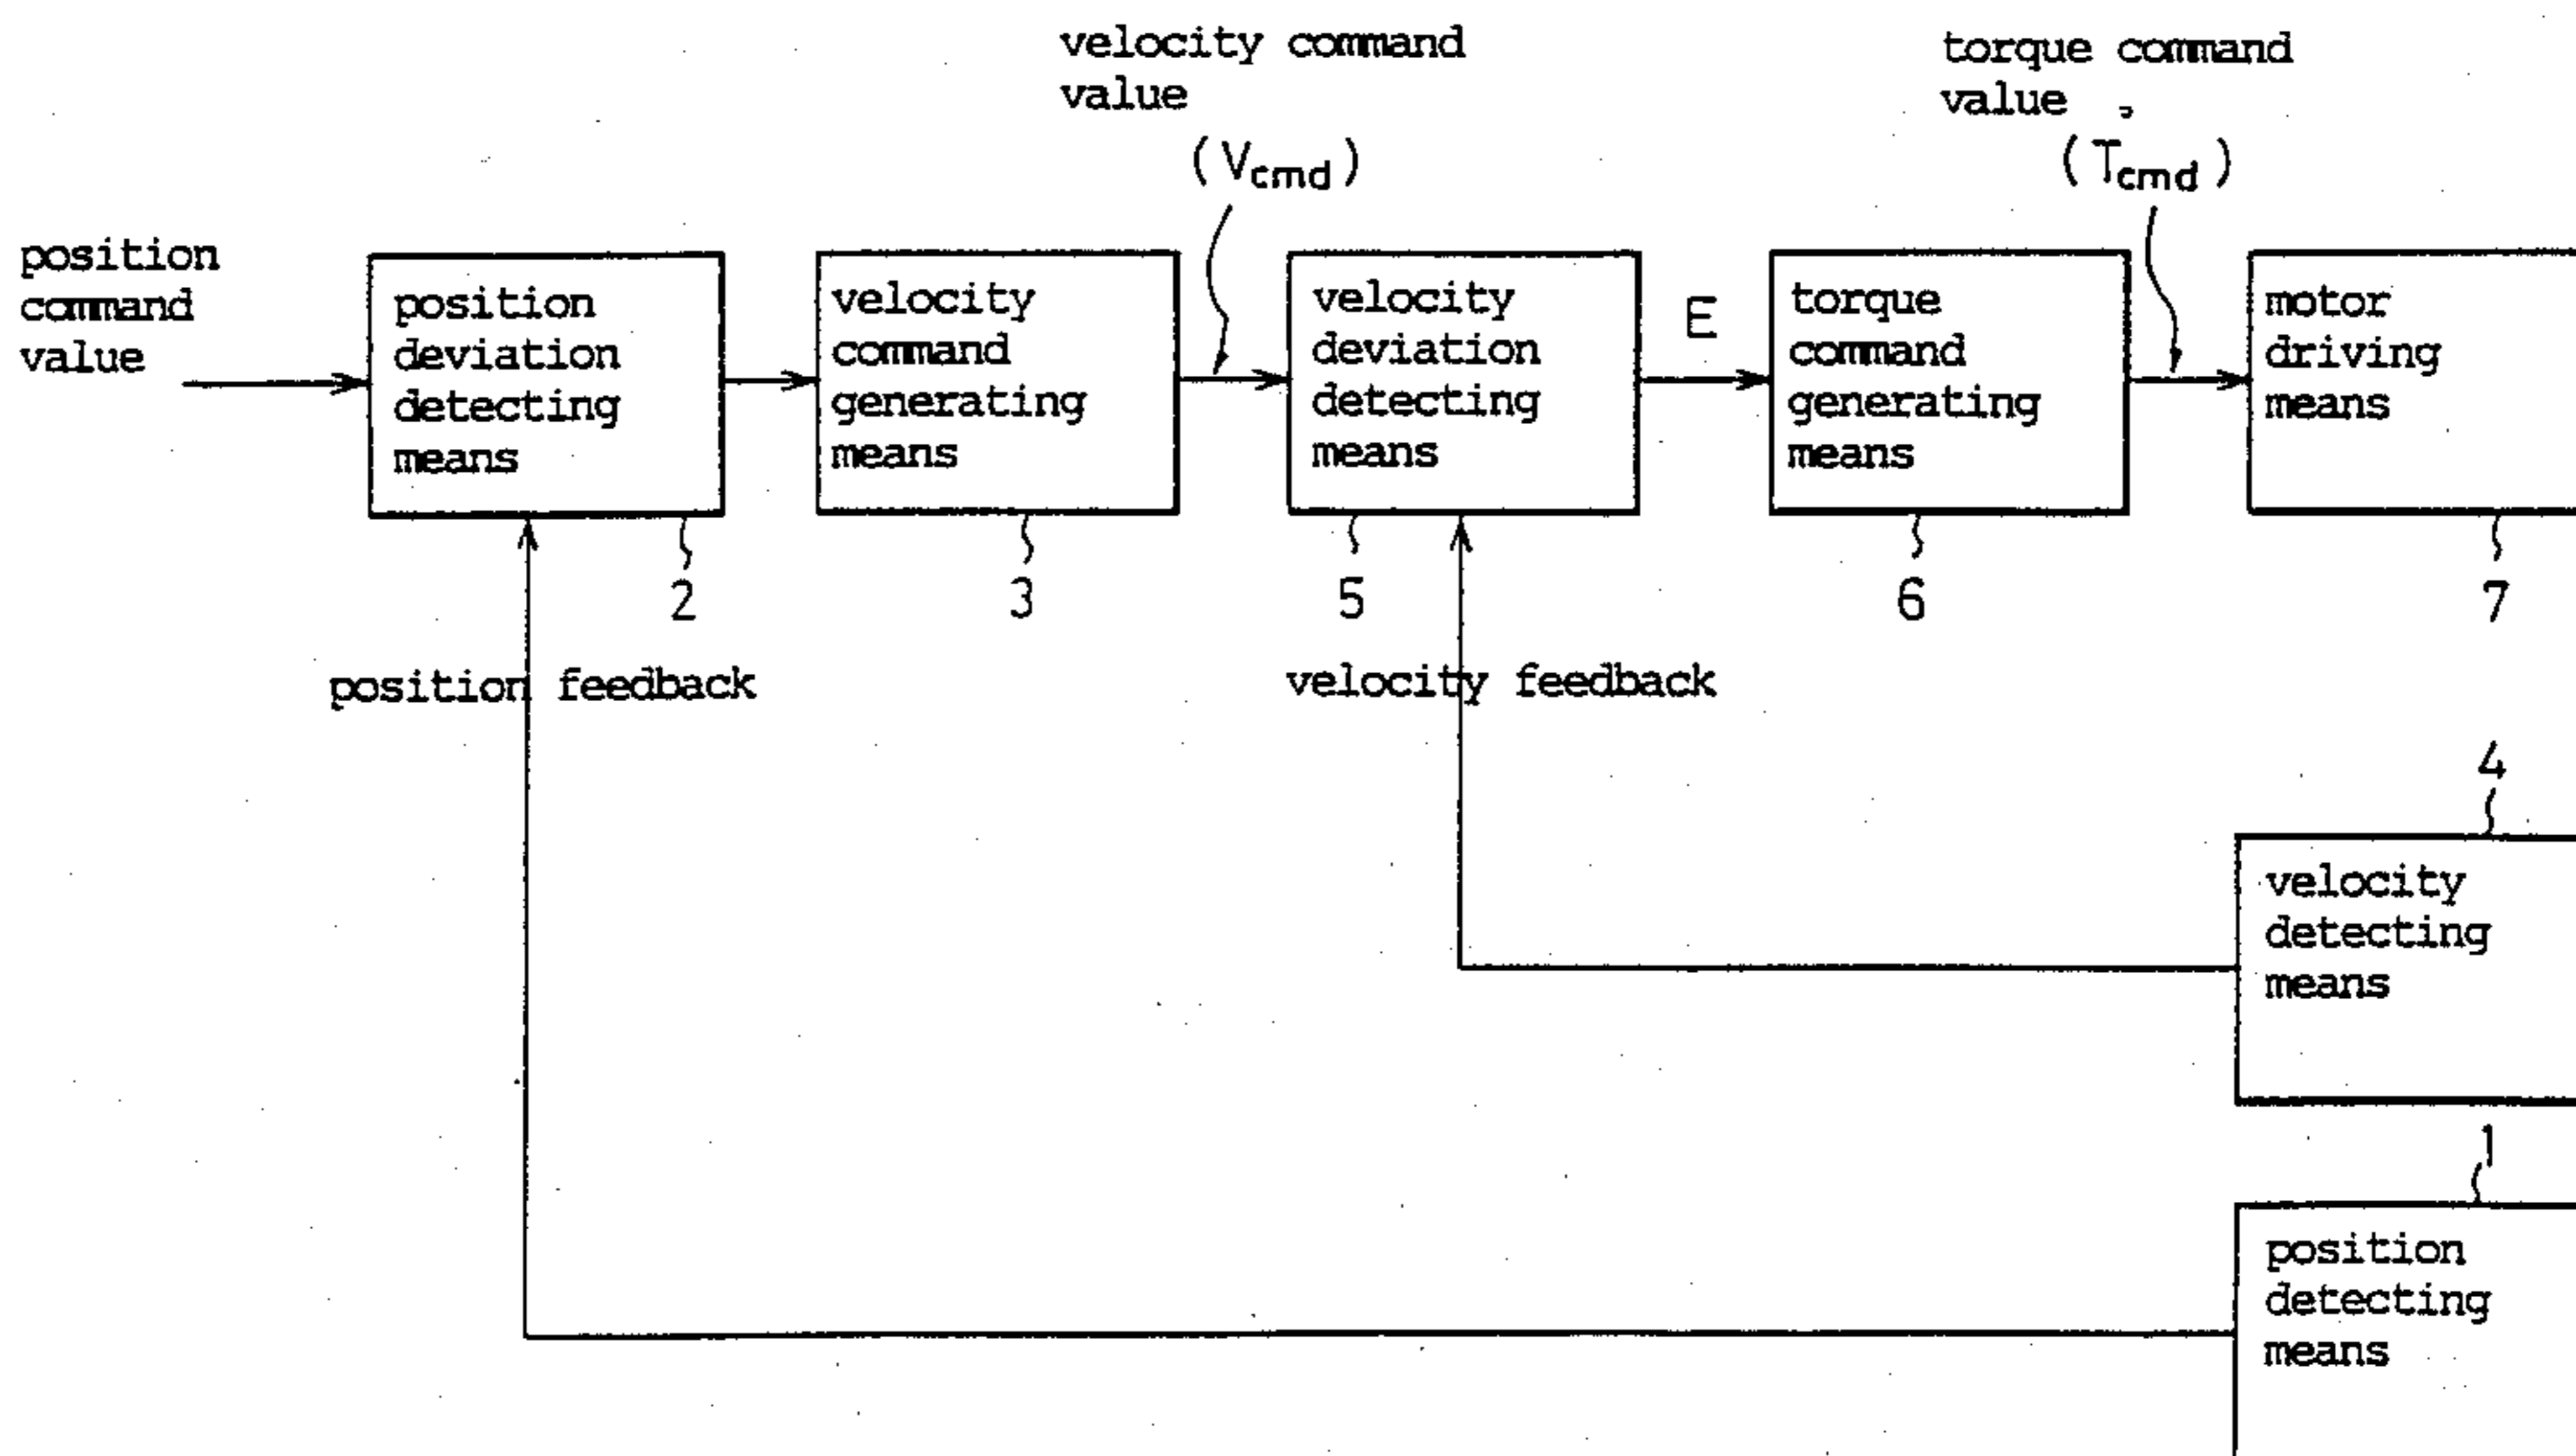 velocity command
value
(Vcmd)
torque command
value
(Tcmd)
position
command
value
position
deviation
detecting
means
velocity
command
generating
means
velocity
deviation
detecting
means
E
torque
command
generating
means
motor
driving
means
2
3
5
6
7
position feedback
velocity feedback
4
velocity
detecting
means
1
position
detecting
means